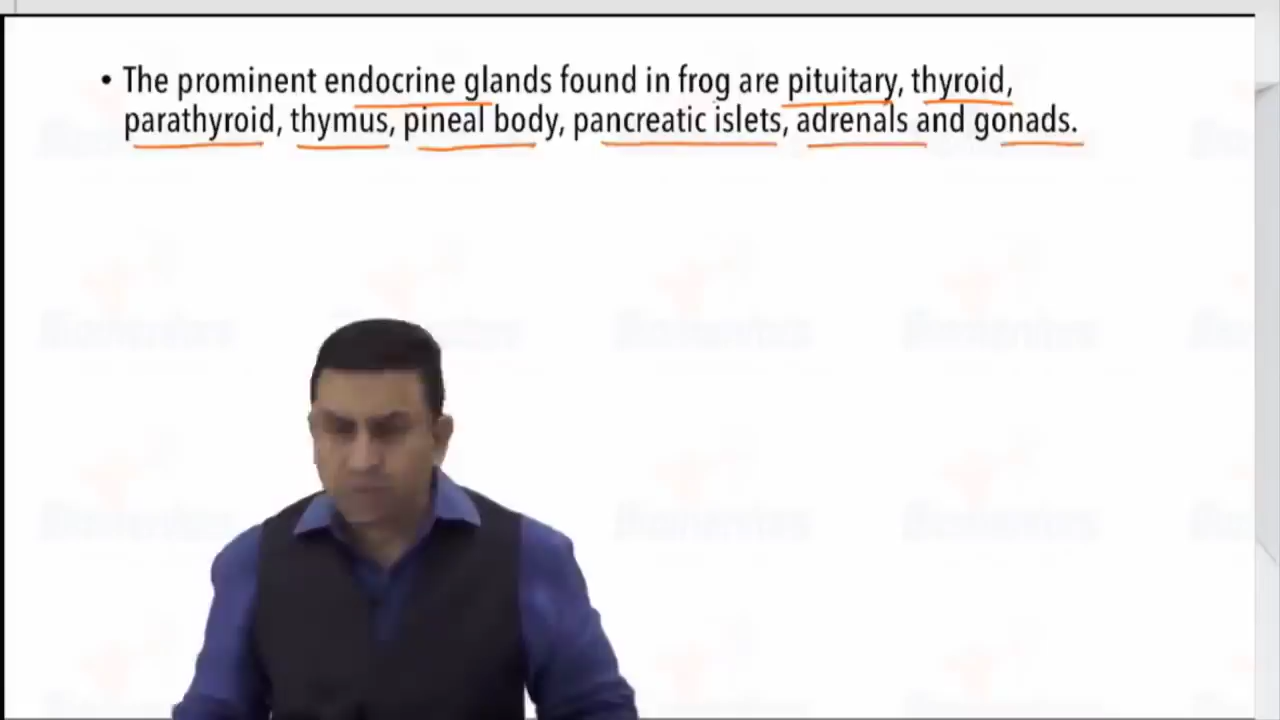 • The prominent endocrine glands found in frog are pituitary, thyroid,
parathyroid, thymus, pineal body, pancreatic islets, adrenals and gonads.